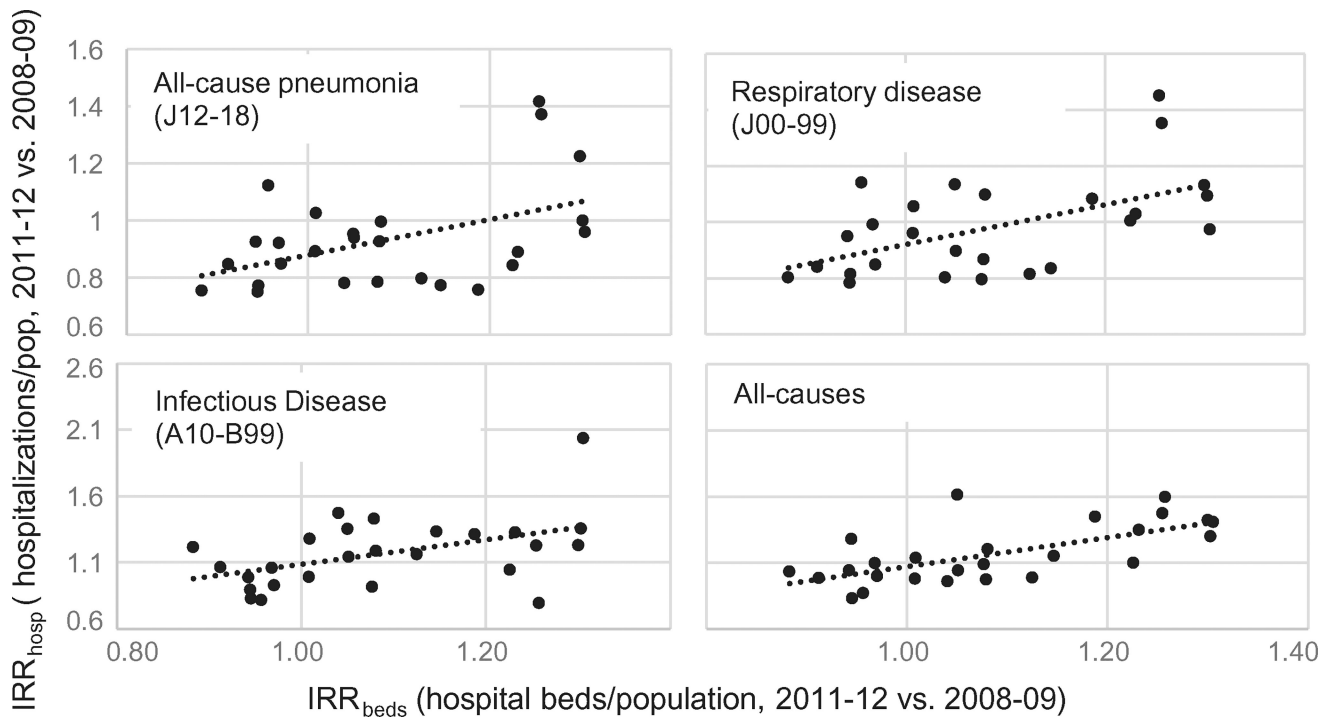 IRRhosp( hospitalizations/pop, 2011-12 vs. 2008-09)
1.6
1.4
1.2
1
0.8
0.6
All-cause pneumonia
(J12-18)
Respiratory disease
(J00-99)
2.6
2.1
1.6
1.1
0.6
Infectious Disease
(A10-B99)
All-causes
0.80 1.00 1.20 1.00 1.20 1.40
IRRbeds (hospital beds/population, 2011-12 vs. 2008-09)